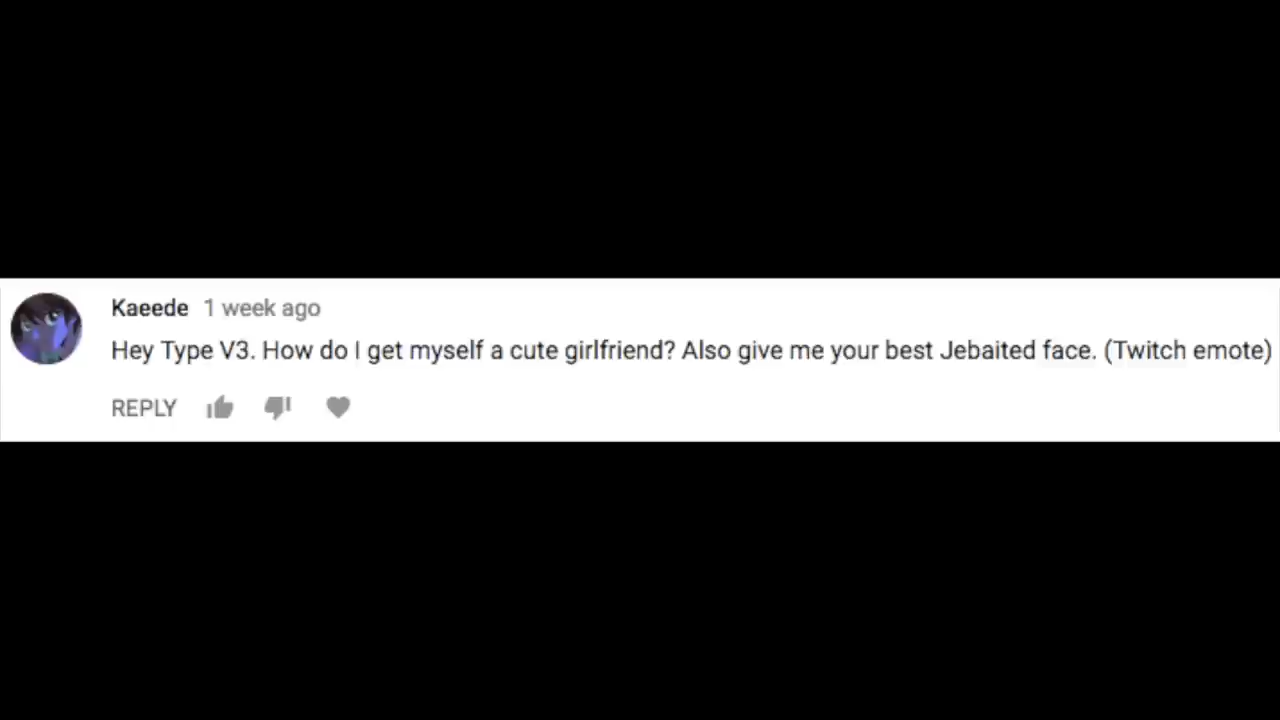 Kaeede 1 week ago
Hey Type V3. How do I get myself a cute girlfriend? Also give me your best Jebaited face. (Twitch emote)
REPLY